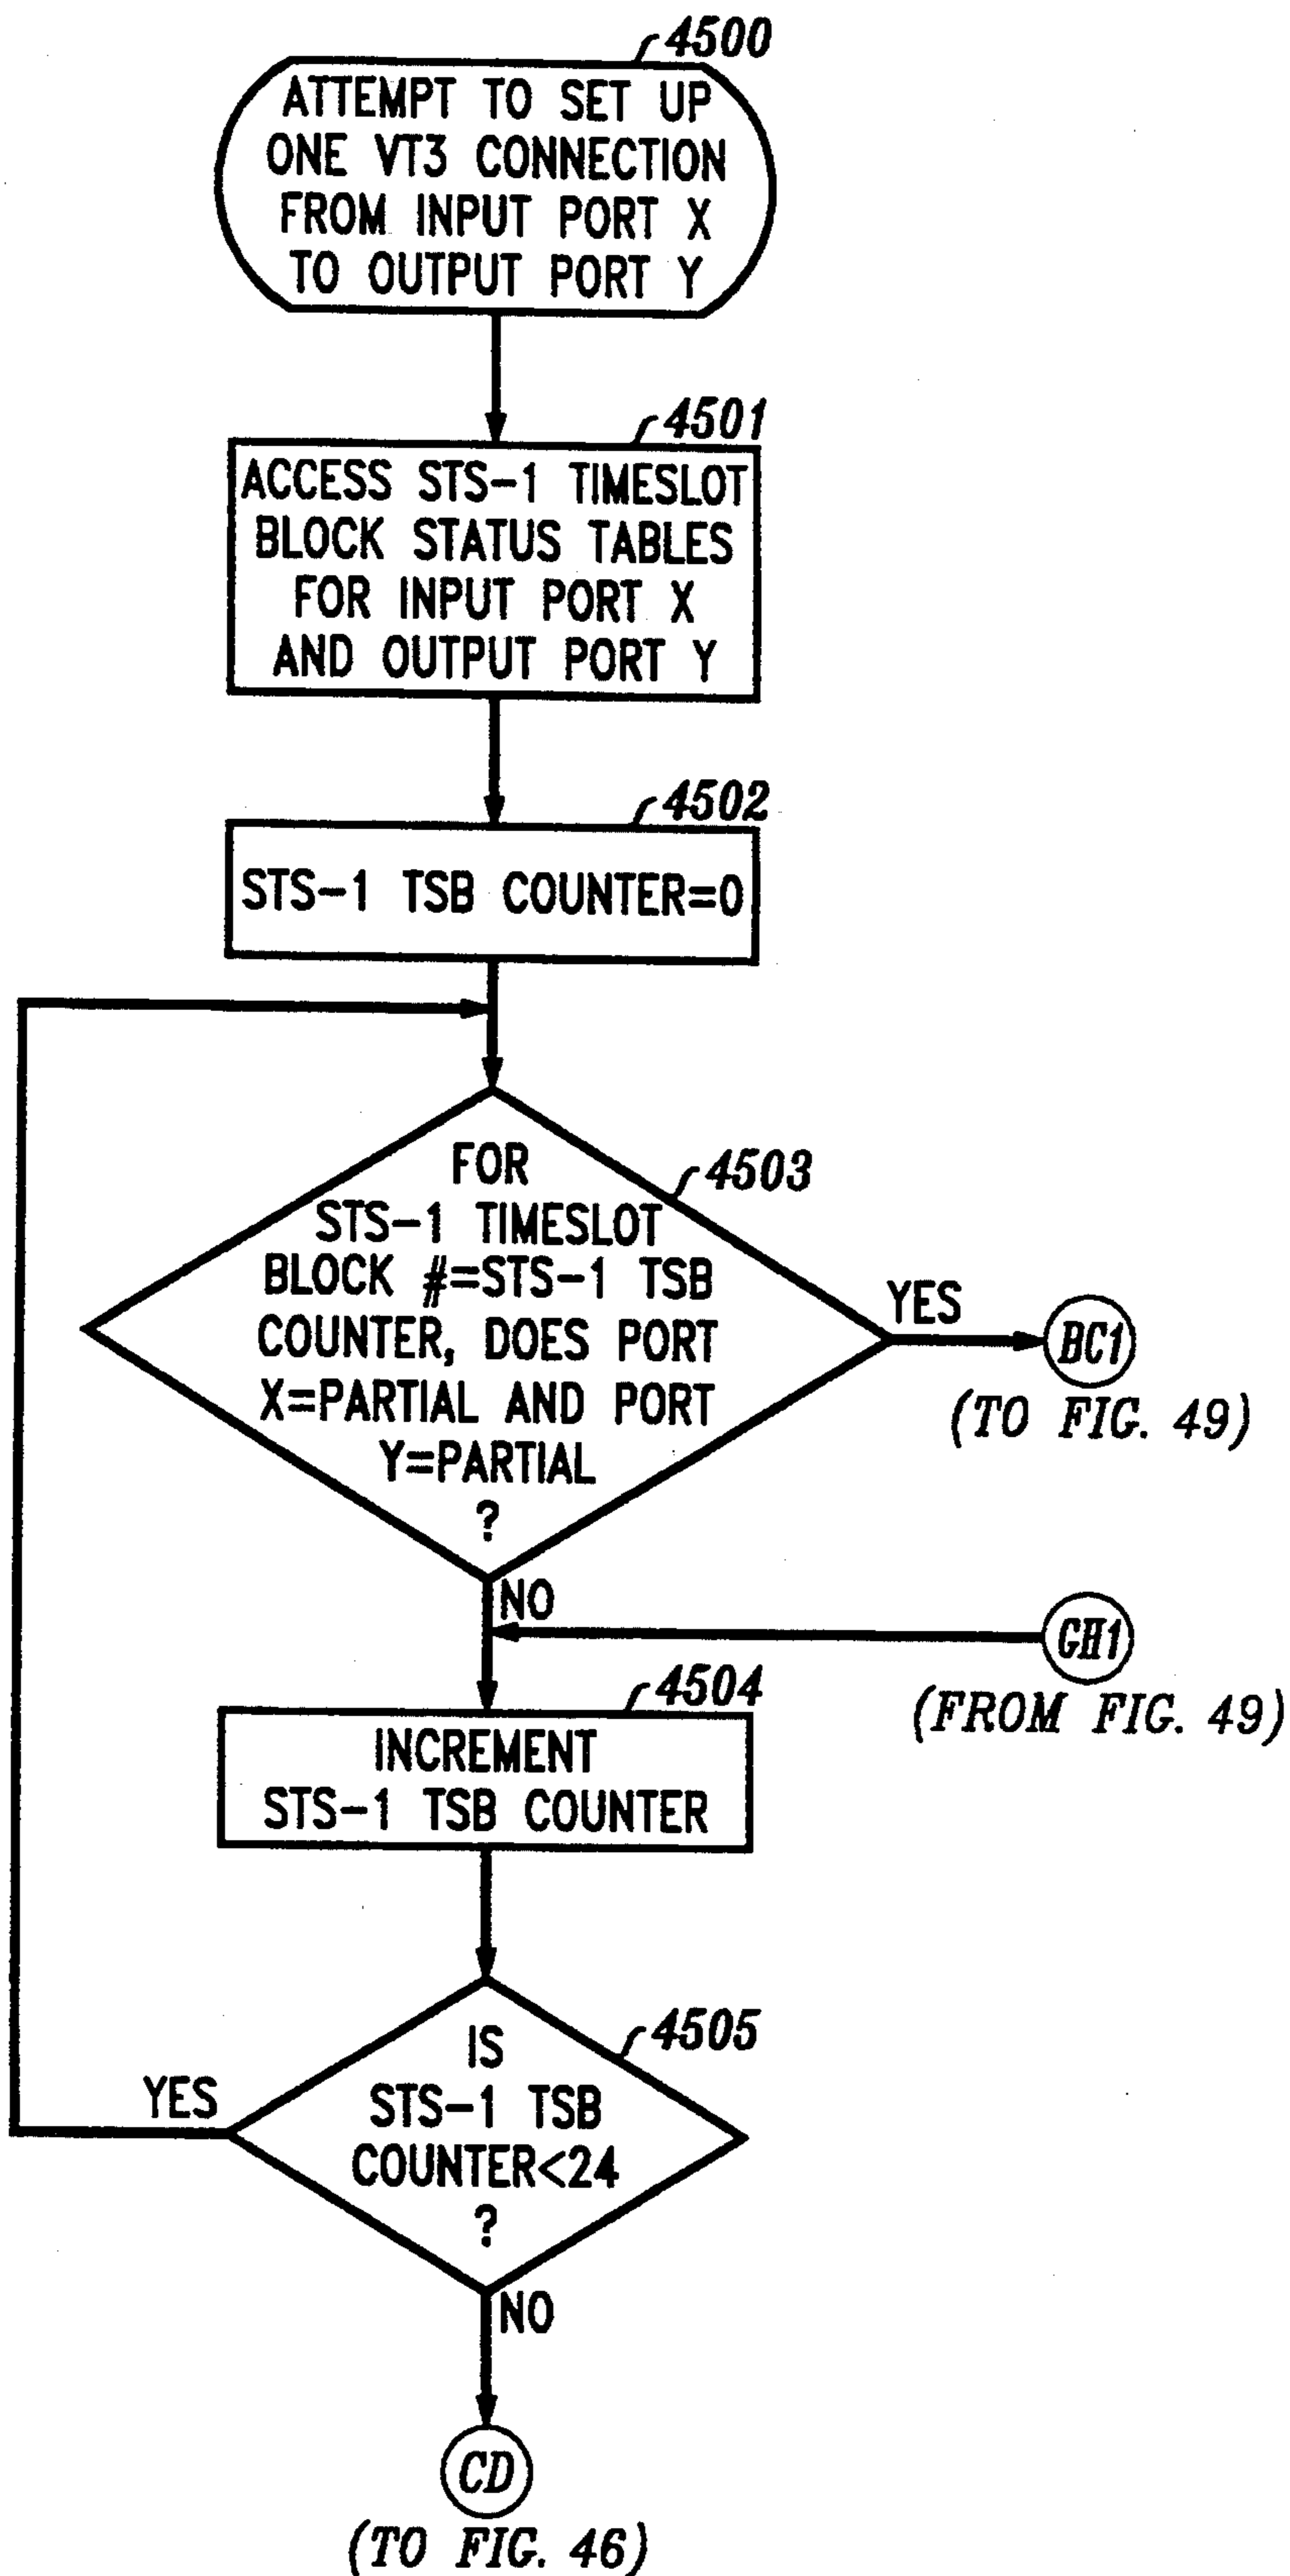 4500
ATTEMPT TO SET UP
ONE VT3 CONNECTION
FROM INPUT PORT X
TO OUTPUT PORT Y
4501
ACCESS STS-1 TIMESLOT
BLOCK STATUS TABLES
FOR INPUT PORT X
AND OUTPUT PORT Y
4502
STS-1 TSB COUNTER=0
4503
FOR
STS-1 TIMESLOT
BLOCK #=STS-1 TSB
COUNTER, DOES PORT
X=PARTIAL AND PORT
Y=PARTIAL
?
YES
BC1
(TO FIG. 49)
NO
GH1
(FROM FIG. 49)
4504
INCREMENT
STS-1 TSB COUNTER
4505
IS
STS-1 TSB
COUNTER<24
?
YES
NO
CD
(TO FIG. 46)